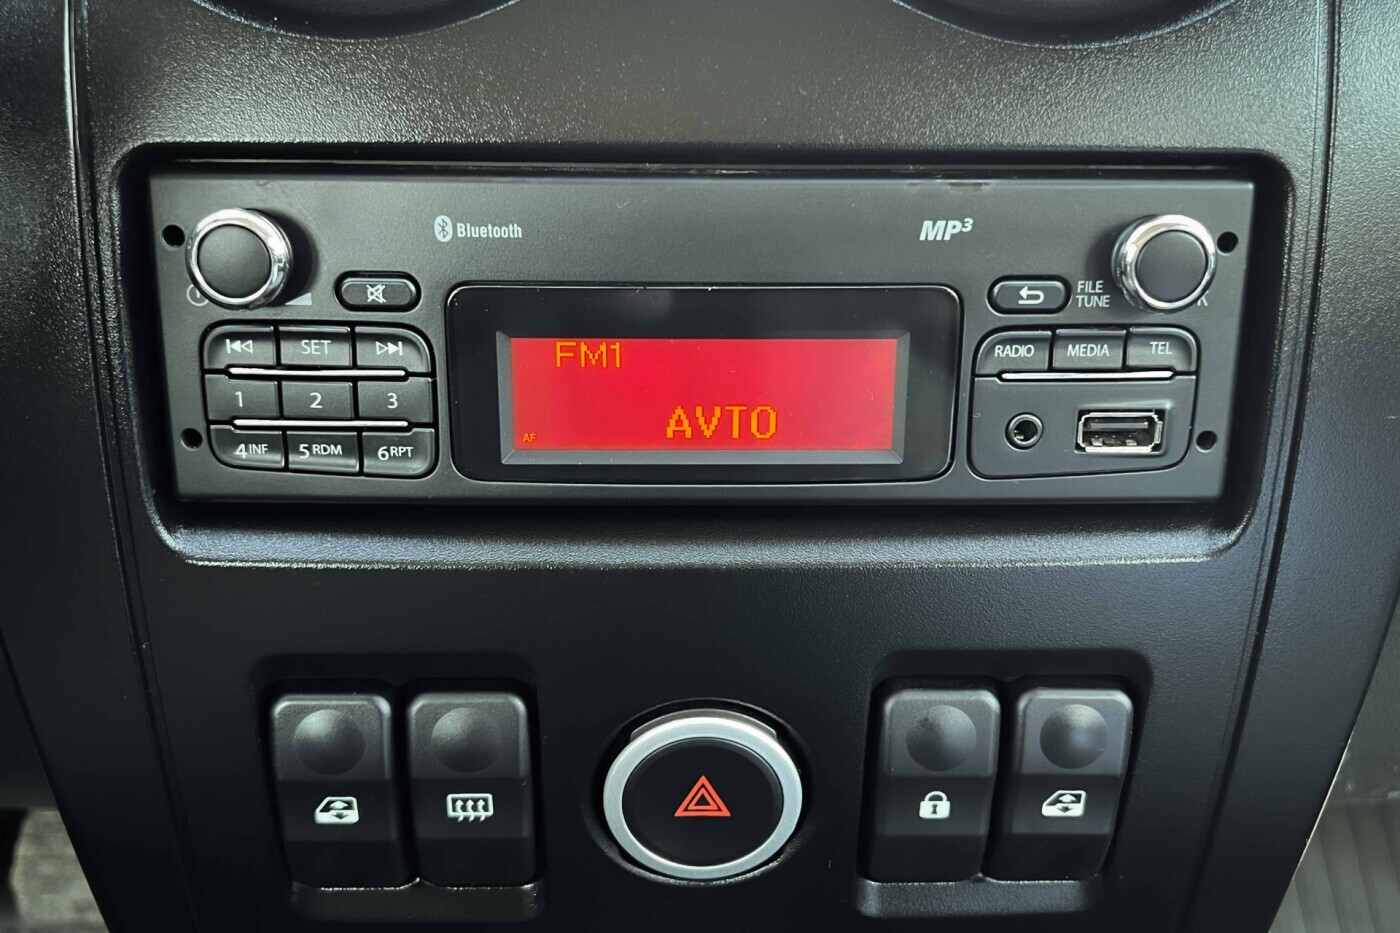 Bluetooth
MP3
FILE
TUNE
SET
RADIO
MEDIA
TEL
FM1
1
2
3
AVTO
AF
4INF
5RDM
6RPT